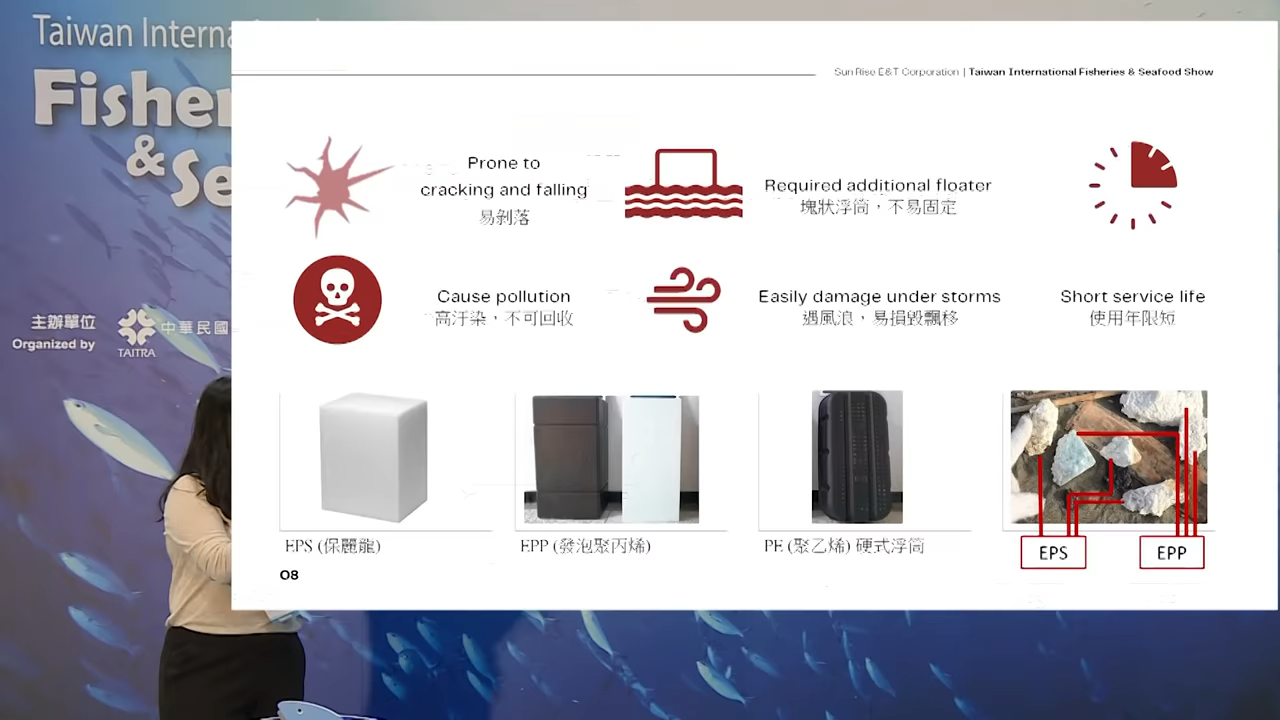 Taiwan Interna
Fisher
& Se
主辦單位
Organized by
TAITRA
中華民國
Sun Rise E&T Corporation | Taiwan International Fisheries & Seafood Show
Prone to
cracking and falling
易剝落
Required additional floater
塊狀浮筒，不易固定
Cause pollution
高汙染，不可回收
Easily damage under storms
遇風浪，易損毀飄移
Short service life
使用年限短
EPS (保麗龍)
EPP (發泡聚丙烯)
PE (聚乙烯) 硬式浮筒
EPS
EPP
08